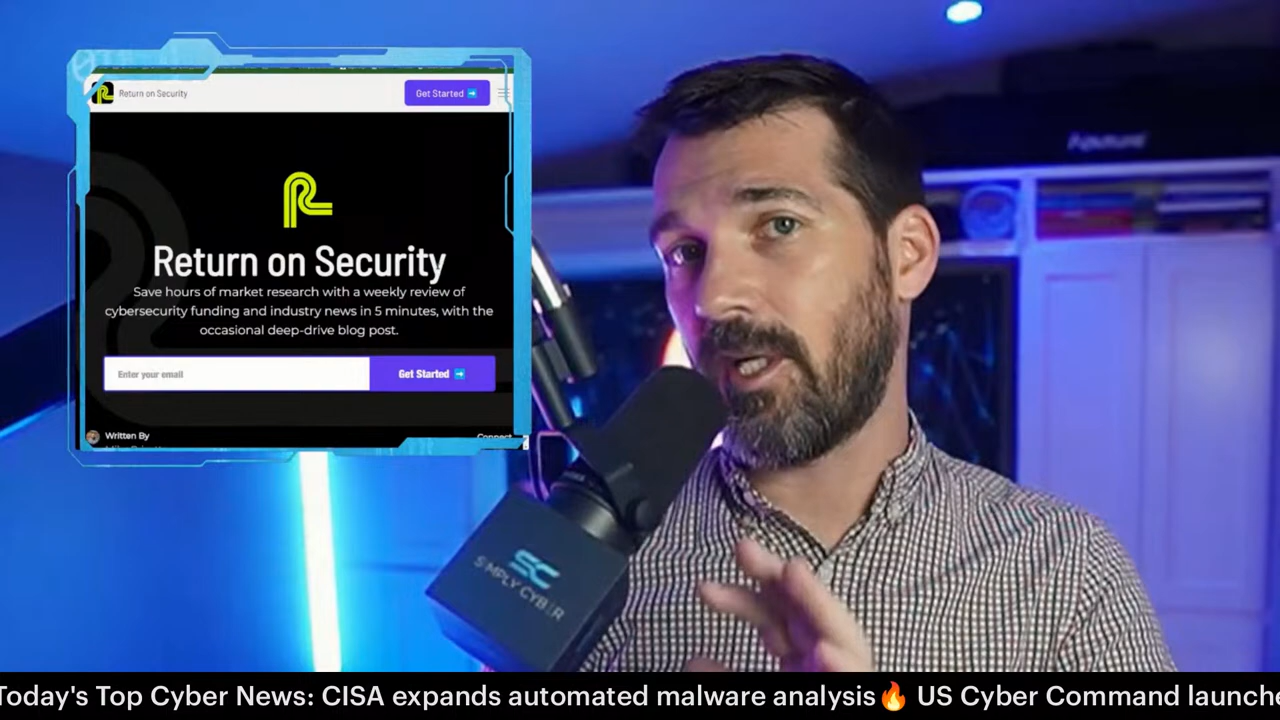 Return on Security
Get Started ➡️
Return on Security
Save hours of market research with a weekly review of
cybersecurity funding and industry news in 5 minutes, with the
occasional deep-drive blog post.
Enter your email
Get Started ➡️
Written By
Connect
SC
SIMPLY CYBER
Today's Top Cyber News: CISA expands automated malware analysis🔥 US Cyber Command launche